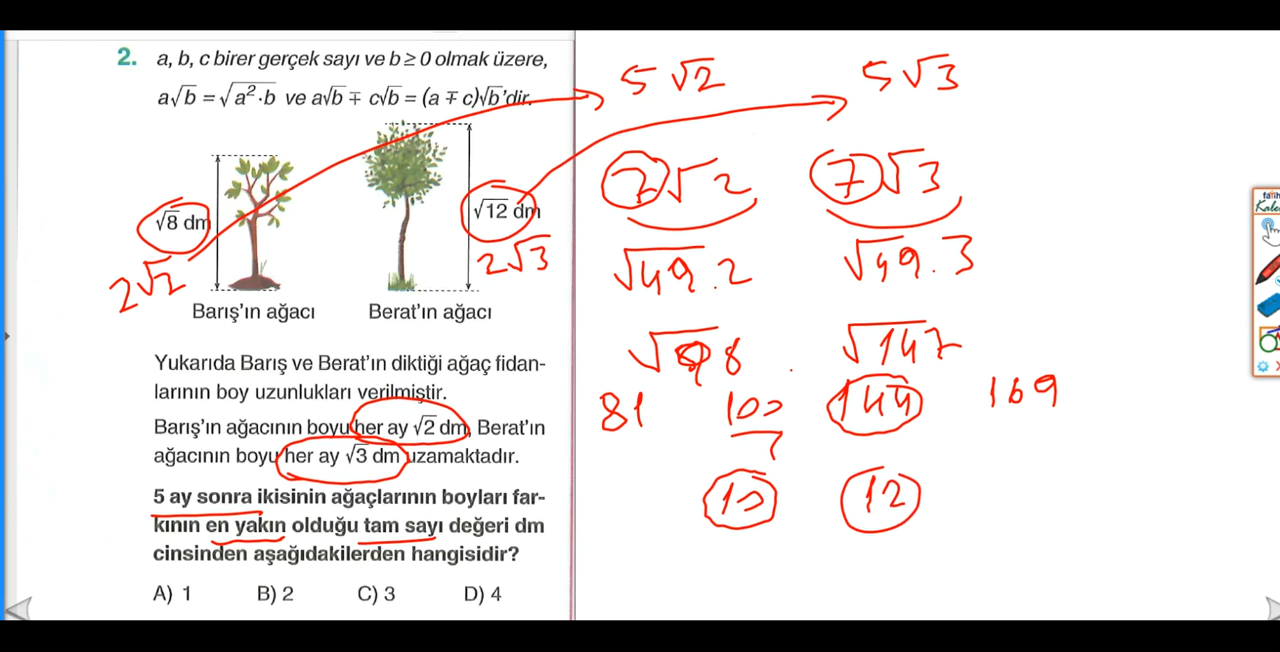 2. a, b, c birer gerçek sayı ve b ≥ 0 olmak üzere,
a√b = √a²·b ve a√b ∓ c√b = (a ∓ c)√b'dir.
√8 dm
√12 dm
2√2
2√3
Barış'ın ağacı Berat'ın ağacı
Yukarıda Barış ve Berat'ın diktiği ağaç fidan-
larının boy uzunlukları verilmiştir.
Barış'ın ağacının boyu her ay √2 dm, Berat'ın
ağacının boyu her ay √3 dm uzamaktadır.
5 ay sonra ikisinin ağaçlarının boyları far-
kının en yakın olduğu tam sayı değeri dm
cinsinden aşağıdakilerden hangisidir?
A) 1 B) 2 C) 3 D) 4
5√2 5√3
7√2 7√3
√49.2 √49.3
√98 √147
81 100 144 169
10 12
fatih
Kale